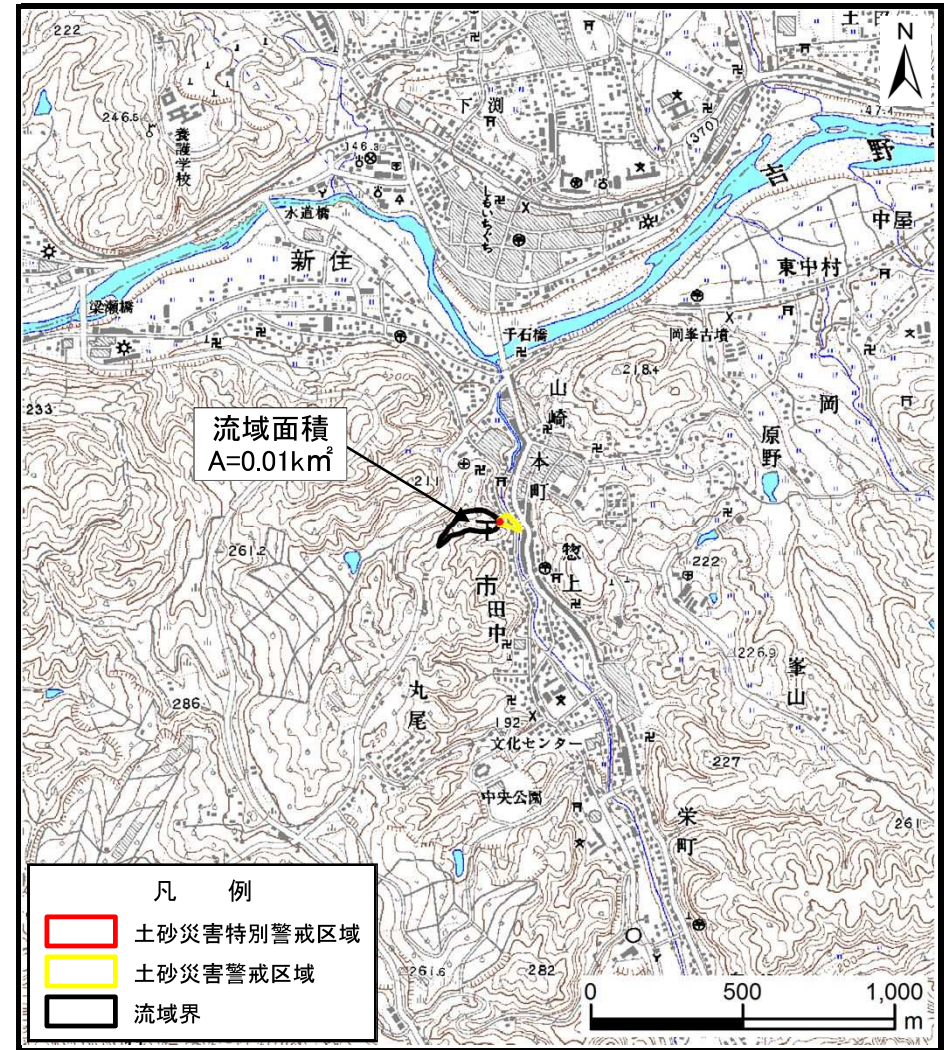 222
土田
N
下渕
246.5
養護学校
146.3
370
47.4
吉野
しもいちぐち
水道橋
中屋
新住
東中村
梁瀬橋
千石橋
岡峯古墳
218.4
山崎
岡
233
原野
流域面積
A=0.01km²
本町
211
下
261.2
惣上
222
市
田中
226.9
峯山
丸尾
286
192
文化センター
227
中央公園
栄町
261
凡 例
土砂災害特別警戒区域
土砂災害警戒区域
流域界
261.6
282
200
0 500 1,000
m